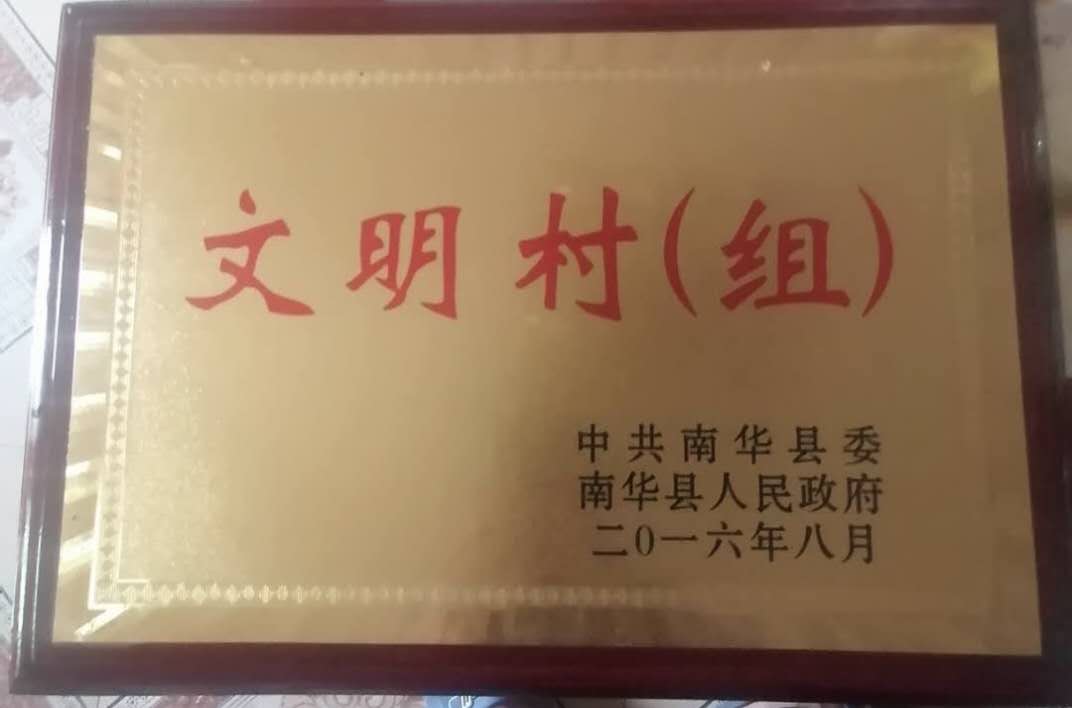 文明村(组)
中共南华县委
南华县人民政府
二0一六年八月